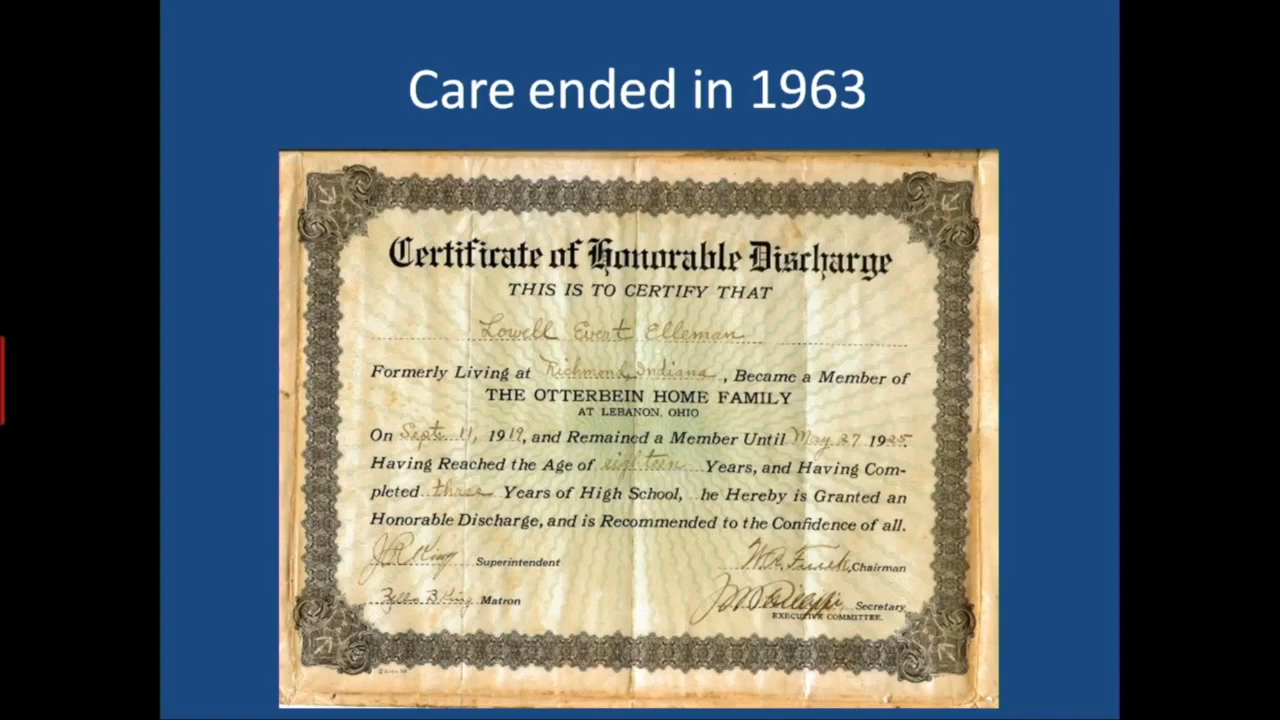 Care ended in 1963
Certificate of Honorable Discharge
THIS IS TO CERTIFY THAT
Lowell Evert Elleman
Formerly Living at Richmond, Indiana, Became a Member of
THE OTTERBEIN HOME FAMILY
AT LEBANON, OHIO
On Sept. 11, 1919, and Remained a Member Until May 27 1925.
Having Reached the Age of eighteen Years, and Having Com-
pleted three Years of High School, he Hereby is Granted an
Honorable Discharge, and is Recommended to the Confidence of all.
J.R. King Superintendent W.R. Funk, Chairman
Zella B. King Matron Secretary
EXECUTIVE COMMITTEE.